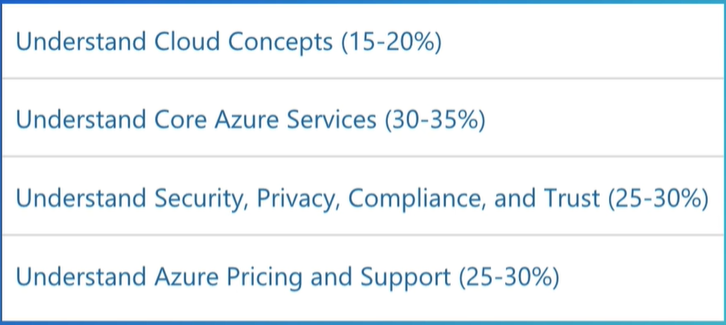 Understand Cloud Concepts (15-20%)
Understand Core Azure Services (30-35%)
Understand Security, Privacy, Compliance, and Trust (25-30%)
Understand Azure Pricing and Support (25-30%)